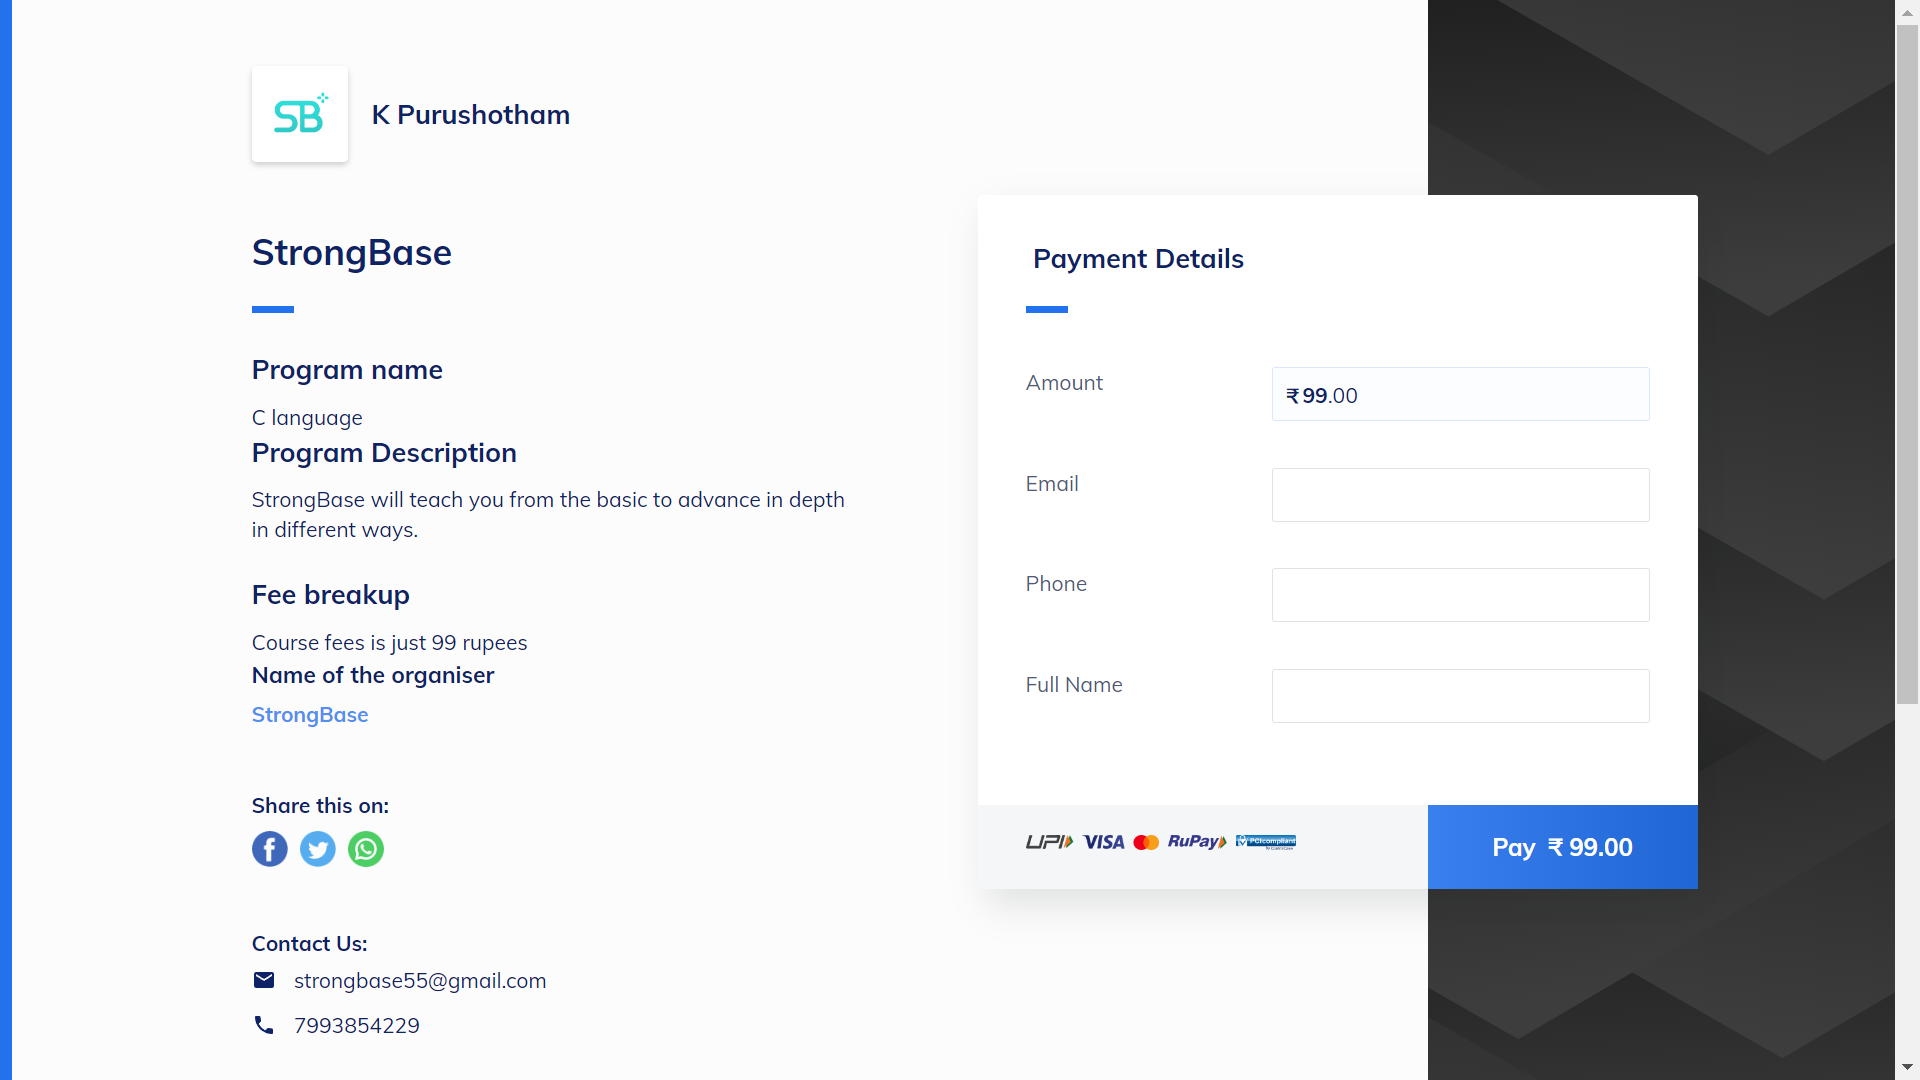 SB
K Purushotham
StrongBase
Program name
C language
Program Description
StrongBase will teach you from the basic to advance in depth
in different ways.
Fee breakup
Course fees is just 99 rupees
Name of the organiser
StrongBase
Share this on:
Contact Us:
strongbase55@gmail.com
7993854229
Payment Details
Amount
₹ 99.00
Email
Phone
Full Name
UPI VISA RuPay PCI compliant
Pay ₹ 99.00